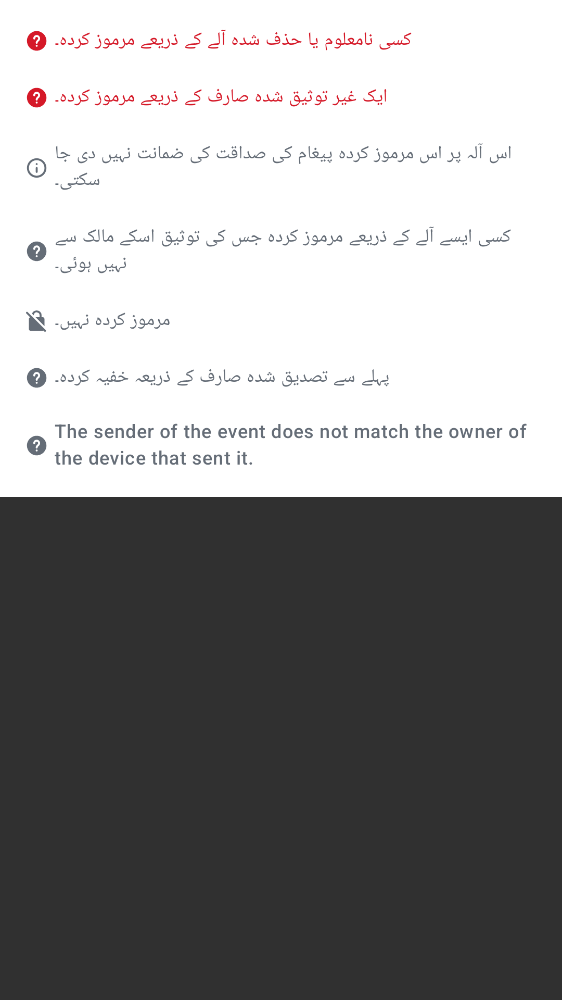 کسی نامعلوم یا حذف شدہ آلے کے ذریعے مرموز کردہ۔
ایک غیر توثیق شدہ صارف کے ذریعے مرموز کردہ۔
اس آلہ پر اس مرموز کردہ پیغام کی صداقت کی ضمانت نہیں دی جا
سکتی۔
کسی ایسے آلے کے ذریعے مرموز کردہ جس کی توثیق اسکے مالک سے
نہیں ہوئی۔
مرموز کردہ نہیں۔
پہلے سے تصدیق شدہ صارف کے ذریعہ خفیہ کردہ۔
The sender of the event does not match the owner of
the device that sent it.